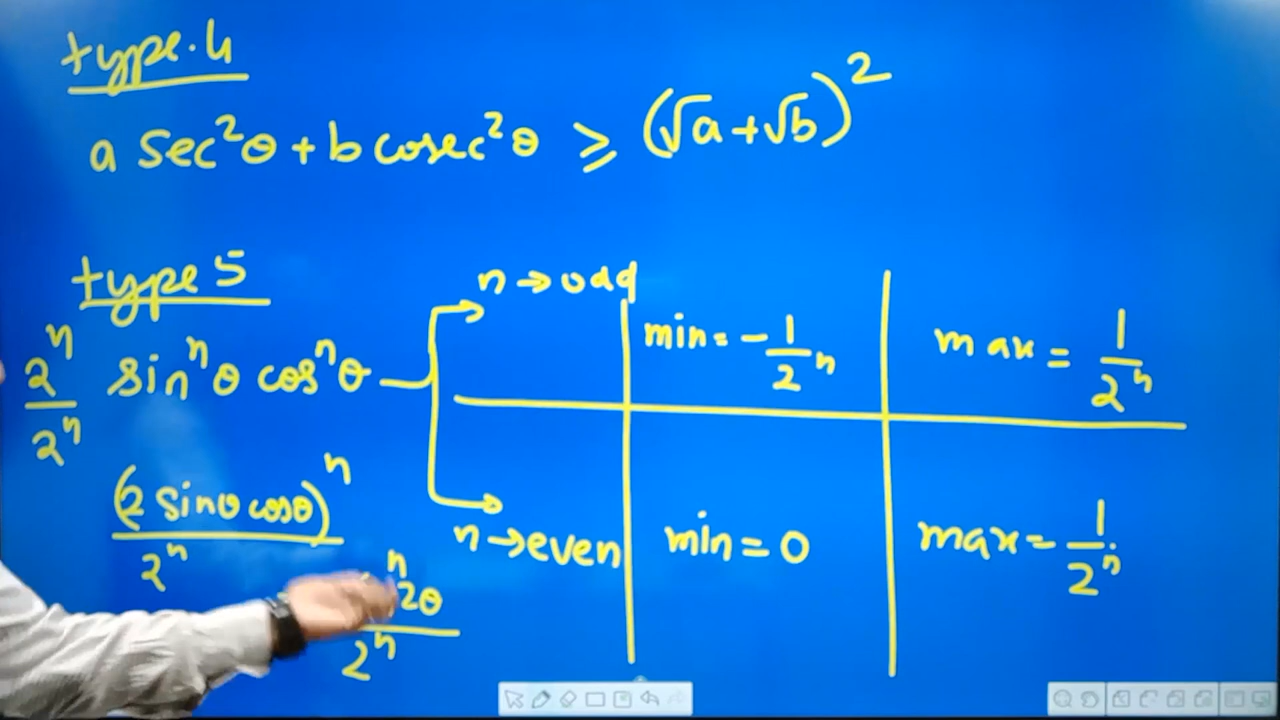 type.4
a sec²θ + b cosec²θ ≥ (√a+√b)²
type 5
2ⁿ/2ⁿ sinⁿθ cosⁿθ
n→odd min = -1/2ⁿ max = 1/2ⁿ
n→even min = 0 max = 1/2ⁿ
(2 sinθ cosθ)ⁿ/2ⁿ
ⁿ2θ/2ⁿ